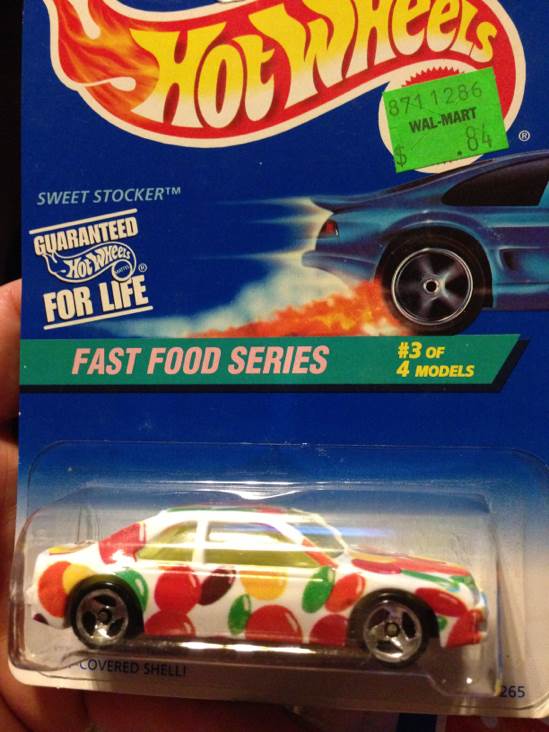 HOT WHEELS
®
8711286
WAL-MART
$ .84
SWEET STOCKER™
GUARANTEED
HOT WHEELS
MATTEL
®
FOR LIFE
FAST FOOD SERIES
#3 OF
4 MODELS
COVERED SHELL!
265